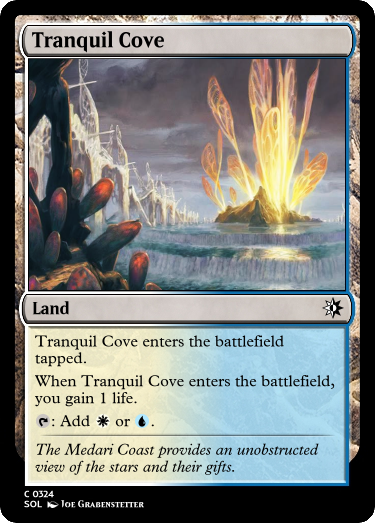 Tranquil Cove
Land
Tranquil Cove enters the battlefield
tapped.
When Tranquil Cove enters the battlefield,
you gain 1 life.
: Add or .
The Medari Coast provides an unobstructed
view of the stars and their gifts.
C 0324
SOL Joe Grabenstetter